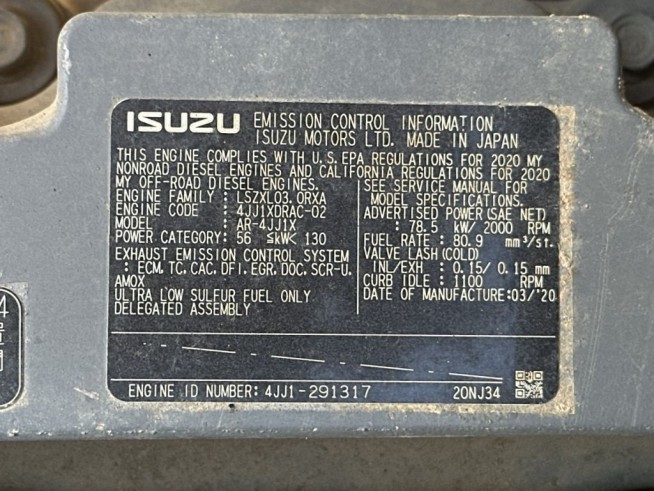 ISUZU EMISSION CONTROL INFORMATION
ISUZU MOTORS LTD. MADE IN JAPAN
THIS ENGINE COMPLIES WITH U.S. EPA REGULATIONS FOR 2020 MY
NONROAD DIESEL ENGINES AND CALIFORNIA REGULATIONS FOR 2020
MY OFF-ROAD DIESEL ENGINES.
ENGINE FAMILY : LSZXL03.0RXA
ENGINE CODE : 4JJ1XDRAC-02
MODEL : AR-4JJ1X
POWER CATEGORY: 56 ≤kW< 130
EXHAUST EMISSION CONTROL SYSTEM
: ECM, TC, CAC, DFI, EGR, DOC, SCR-U,
AMOX
ULTRA LOW SULFUR FUEL ONLY
DELEGATED ASSEMBLY
SEE SERVICE MANUAL FOR
MODEL SPECIFICATIONS.
ADVERTISED POWER(SAE NET)
: 78.5 kW/ 2000 RPM
FUEL RATE : 80.9 mm³/st.
VALVE LASH(COLD)
INL/EXH : 0.15/ 0.15 mm
CURB IDLE : 1100 RPM
DATE OF MANUFACTURE:03/'20
ENGINE ID NUMBER: 4JJ1-291317 20NJ34
4